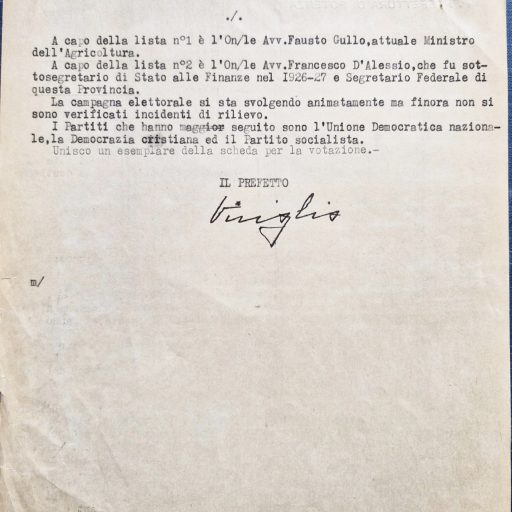 ./.
A capo della lista n°1 è l'On/le Avv.Fausto Gullo,attuale Ministro
dell'Agricoltura.
A capo della lista n°2 è l'On/le Avv.Francesco D'Alessio,che fu sot-
tosegretario di Stato alle Finanze nel 1926-27 e Segretario Federale di
questa Provincia.
La campagna elettorale si sta svolgendo animatamente ma finora non si
sono verificati incidenti di rilievo.
I Partiti che hanno maggior seguito sono l'Unione Democratica naziona-
le,la Democrazia cristiana ed il Partito socialista.
Unisco un esemplare della scheda per la votazione.-
IL PREFETTO
m/